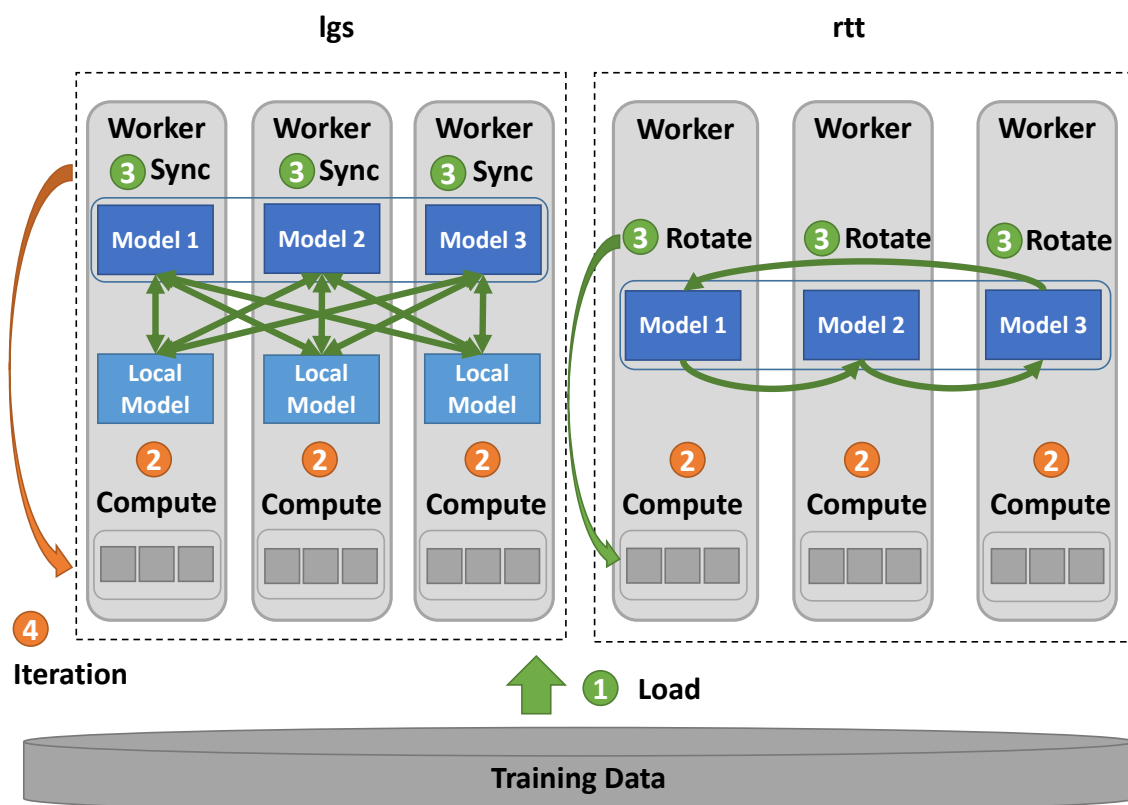 lgs
rtt
Worker
Worker
Worker
3 Sync
3 Sync
3 Sync
Model 1
Model 2
Model 3
Local
Model
Local
Model
Local
Model
2
2
2
Compute
Compute
Compute
Worker
Worker
Worker
3 Rotate
3 Rotate
3 Rotate
Model 1
Model 2
Model 3
2
2
2
Compute
Compute
Compute
4
Iteration
1 Load
Training Data